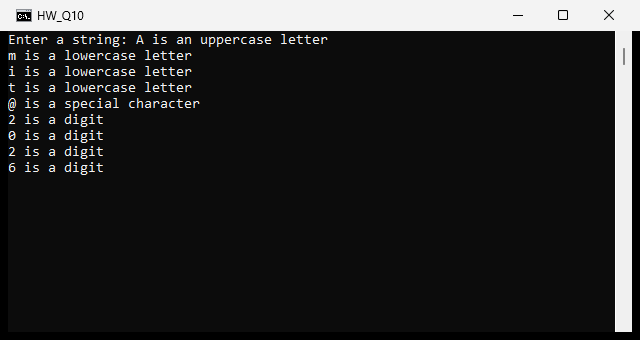 HW_Q10
Enter a string: A is an uppercase letter
m is a lowercase letter
i is a lowercase letter
t is a lowercase letter
@ is a special character
2 is a digit
0 is a digit
2 is a digit
6 is a digit